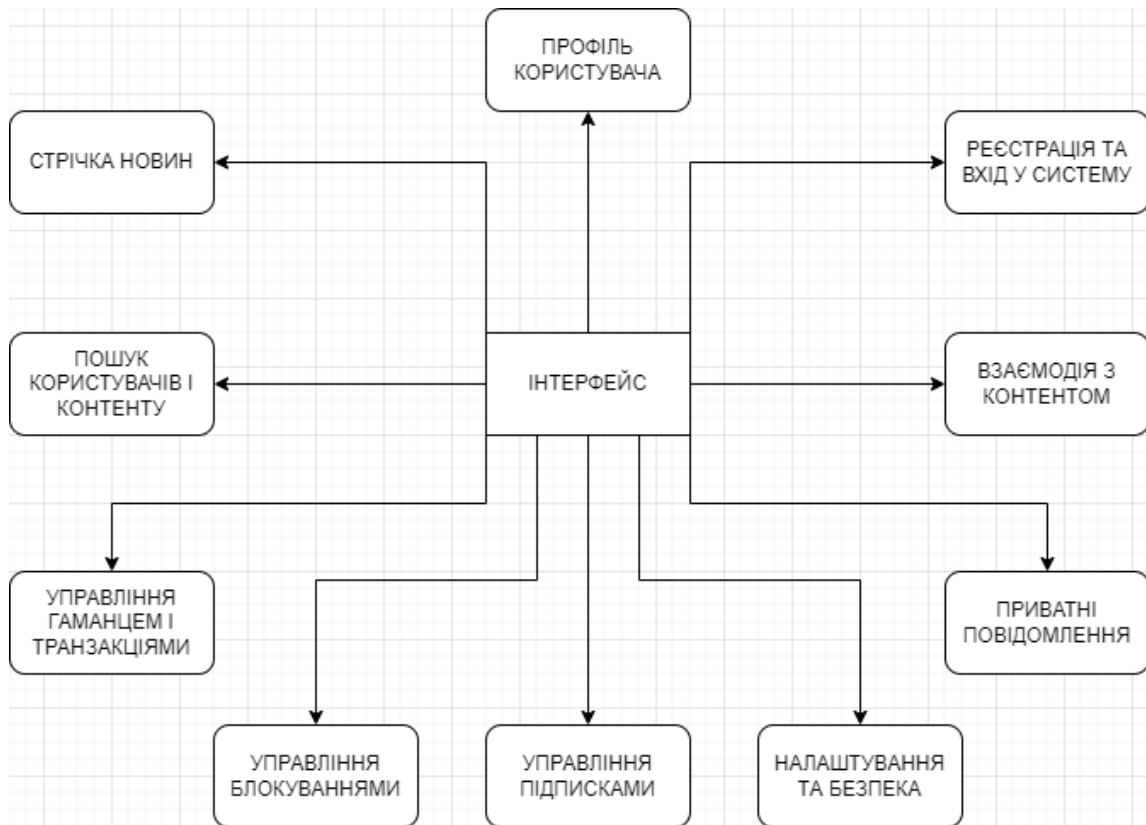 ПРОФІЛЬ
КОРИСТУВАЧА
СТРІЧКА НОВИН
РЕЄСТРАЦІЯ ТА
ВХІД У СИСТЕМУ
ПОШУК
КОРИСТУВАЧІВ І
КОНТЕНТУ
ІНТЕРФЕЙС
ВЗАЄМОДІЯ З
КОНТЕНТОМ
УПРАВЛІННЯ
ГАМАНЦЕМ І
ТРАНЗАКЦІЯМИ
ПРИВАТНІ
ПОВІДОМЛЕННЯ
УПРАВЛІННЯ
БЛОКУВАННЯМИ
УПРАВЛІННЯ
ПІДПИСКАМИ
НАЛАШТУВАННЯ
ТА БЕЗПЕКА